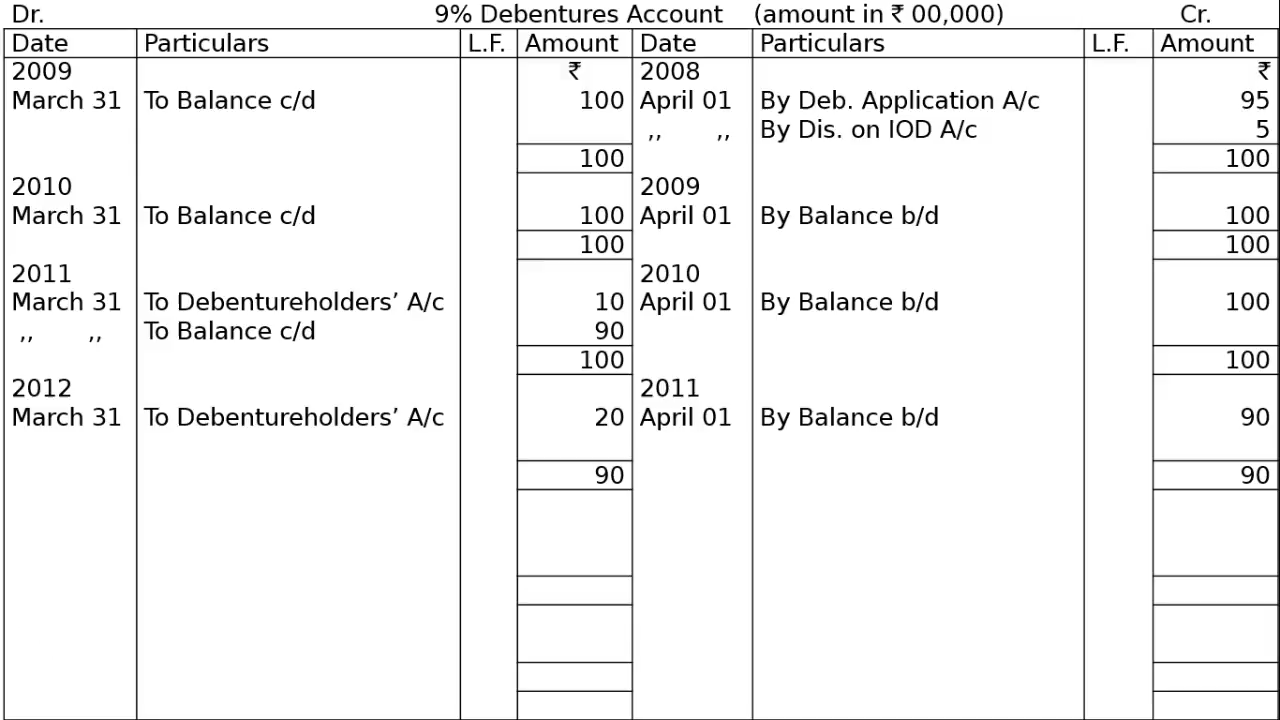 Dr. 9% Debentures Account (amount in ₹ 00,000) Cr.
Date Particulars L.F. Amount Date Particulars L.F. Amount
2009 ₹ 2008 ₹
March 31 To Balance c/d 100 April 01 By Deb. Application A/c 95
,, ,, By Dis. on IOD A/c 5
100 100
2010 2009
March 31 To Balance c/d 100 April 01 By Balance b/d 100
100 100
2011 2010
March 31 To Debentureholders’ A/c 10 April 01 By Balance b/d 100
,, ,, To Balance c/d 90
100 100
2012 2011
March 31 To Debentureholders’ A/c 20 April 01 By Balance b/d 90
90 90